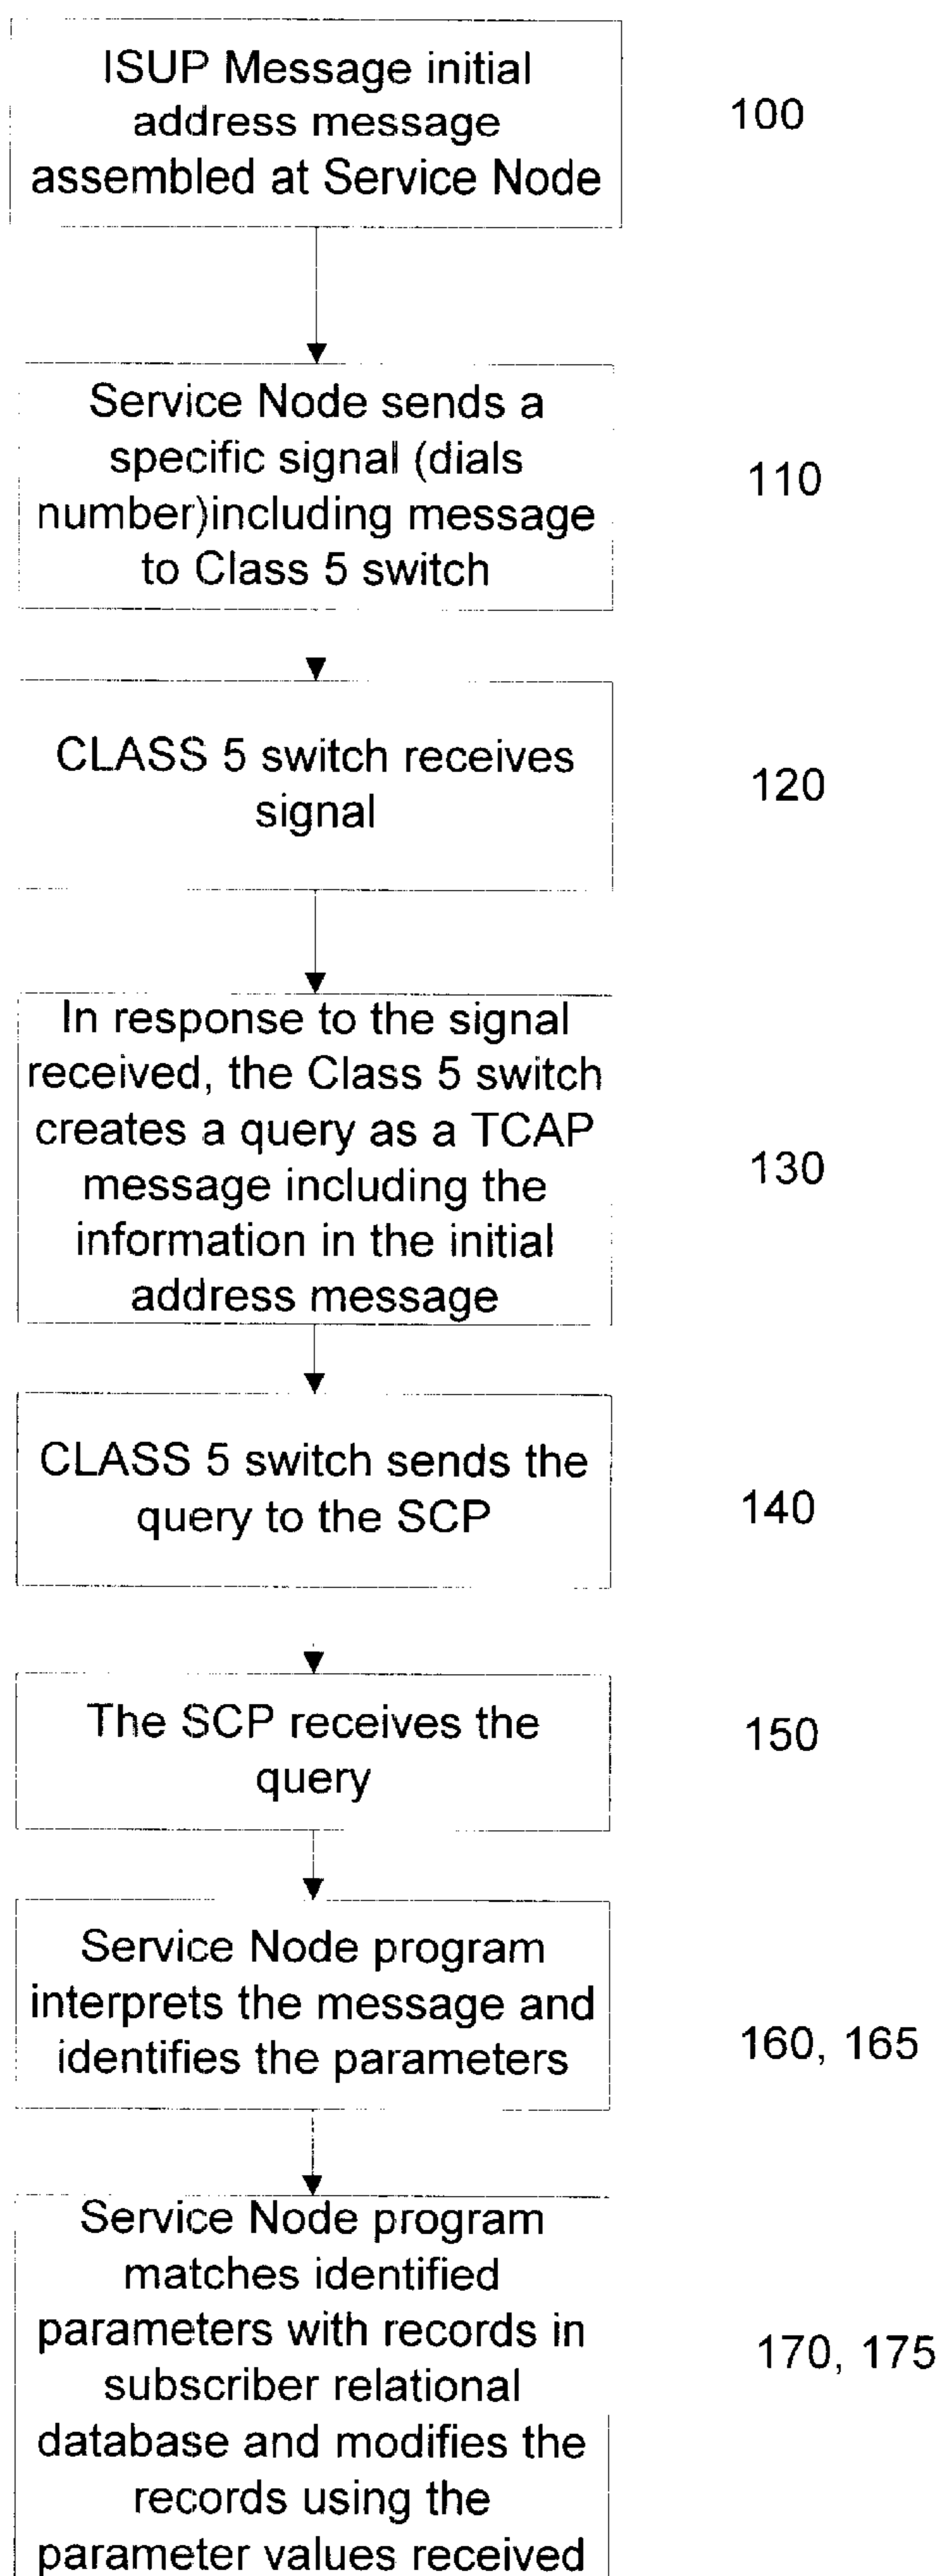 ISUP Message initial
address message
assembled at Service Node
100
Service Node sends a
specific signal (dials
number)including message
to Class 5 switch
110
CLASS 5 switch receives
signal
120
In response to the signal
received, the Class 5 switch
creates a query as a TCAP
message including the
information in the initial
address message
130
CLASS 5 switch sends the
query to the SCP
140
The SCP receives the
query
150
Service Node program
interprets the message and
identifies the parameters
160, 165
Service Node program
matches identified
parameters with records in
subscriber relational
database and modifies the
records using the
parameter values received
170, 175